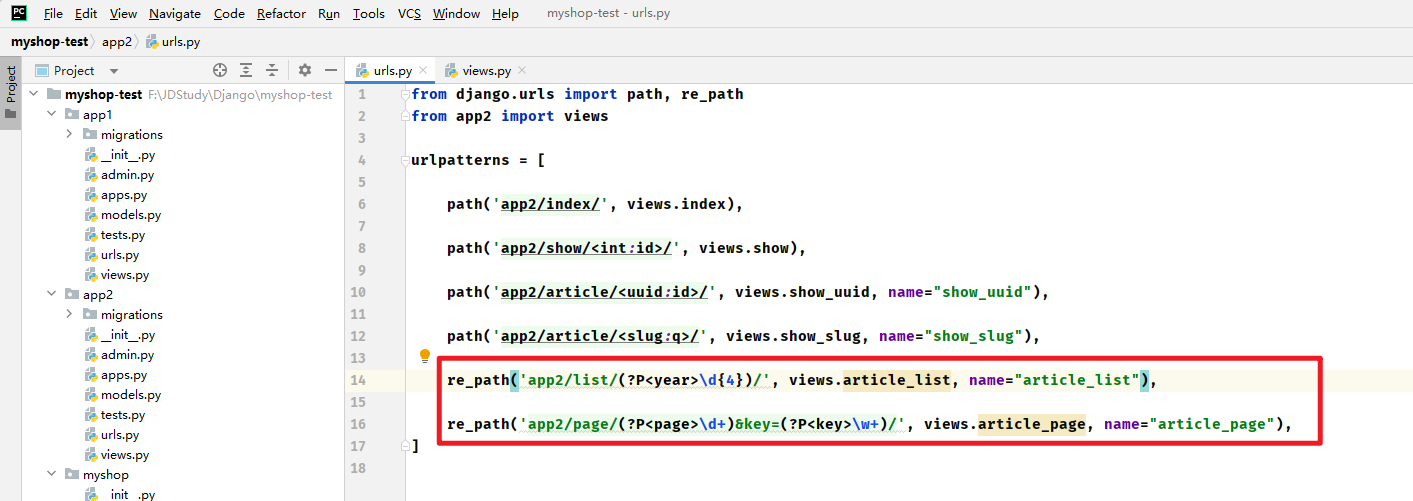 PC File Edit View Navigate Code Refactor Run Tools VCS Window Help myshop-test - urls.py
myshop-test app2 urls.py
Project
Project
myshop-test F:\JDStudy\Django\myshop-test
app1
migrations
__init__.py
admin.py
apps.py
models.py
tests.py
urls.py
views.py
app2
migrations
__init__.py
admin.py
apps.py
models.py
tests.py
urls.py
views.py
myshop
__init__.py
urls.py views.py
1 from django.urls import path, re_path
2 from app2 import views
3
4 urlpatterns = [
5
6 path('app2/index/', views.index),
7
8 path('app2/show/<int:id>/', views.show),
9
10 path('app2/article/<uuid:id>/', views.show_uuid, name="show_uuid"),
11
12 path('app2/article/<slug:q>/', views.show_slug, name="show_slug"),
13
14 re_path('app2/list/(?P<year>\d{4})/', views.article_list, name="article_list"),
15
16 re_path('app2/page/(?P<page>\d+)&key=(?P<key>\w+)/', views.article_page, name="article_page"),
17 ]
18